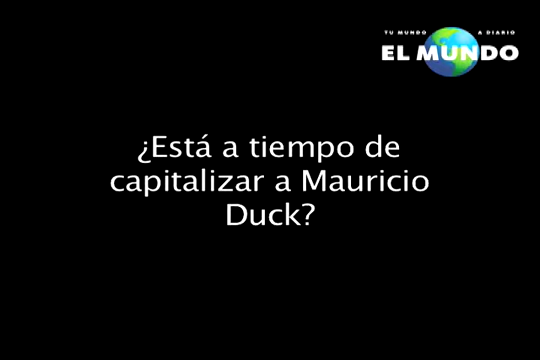 TU MUNDO A DIARIO
EL MUNDO
¿Está a tiempo de
capitalizar a Mauricio
Duck?